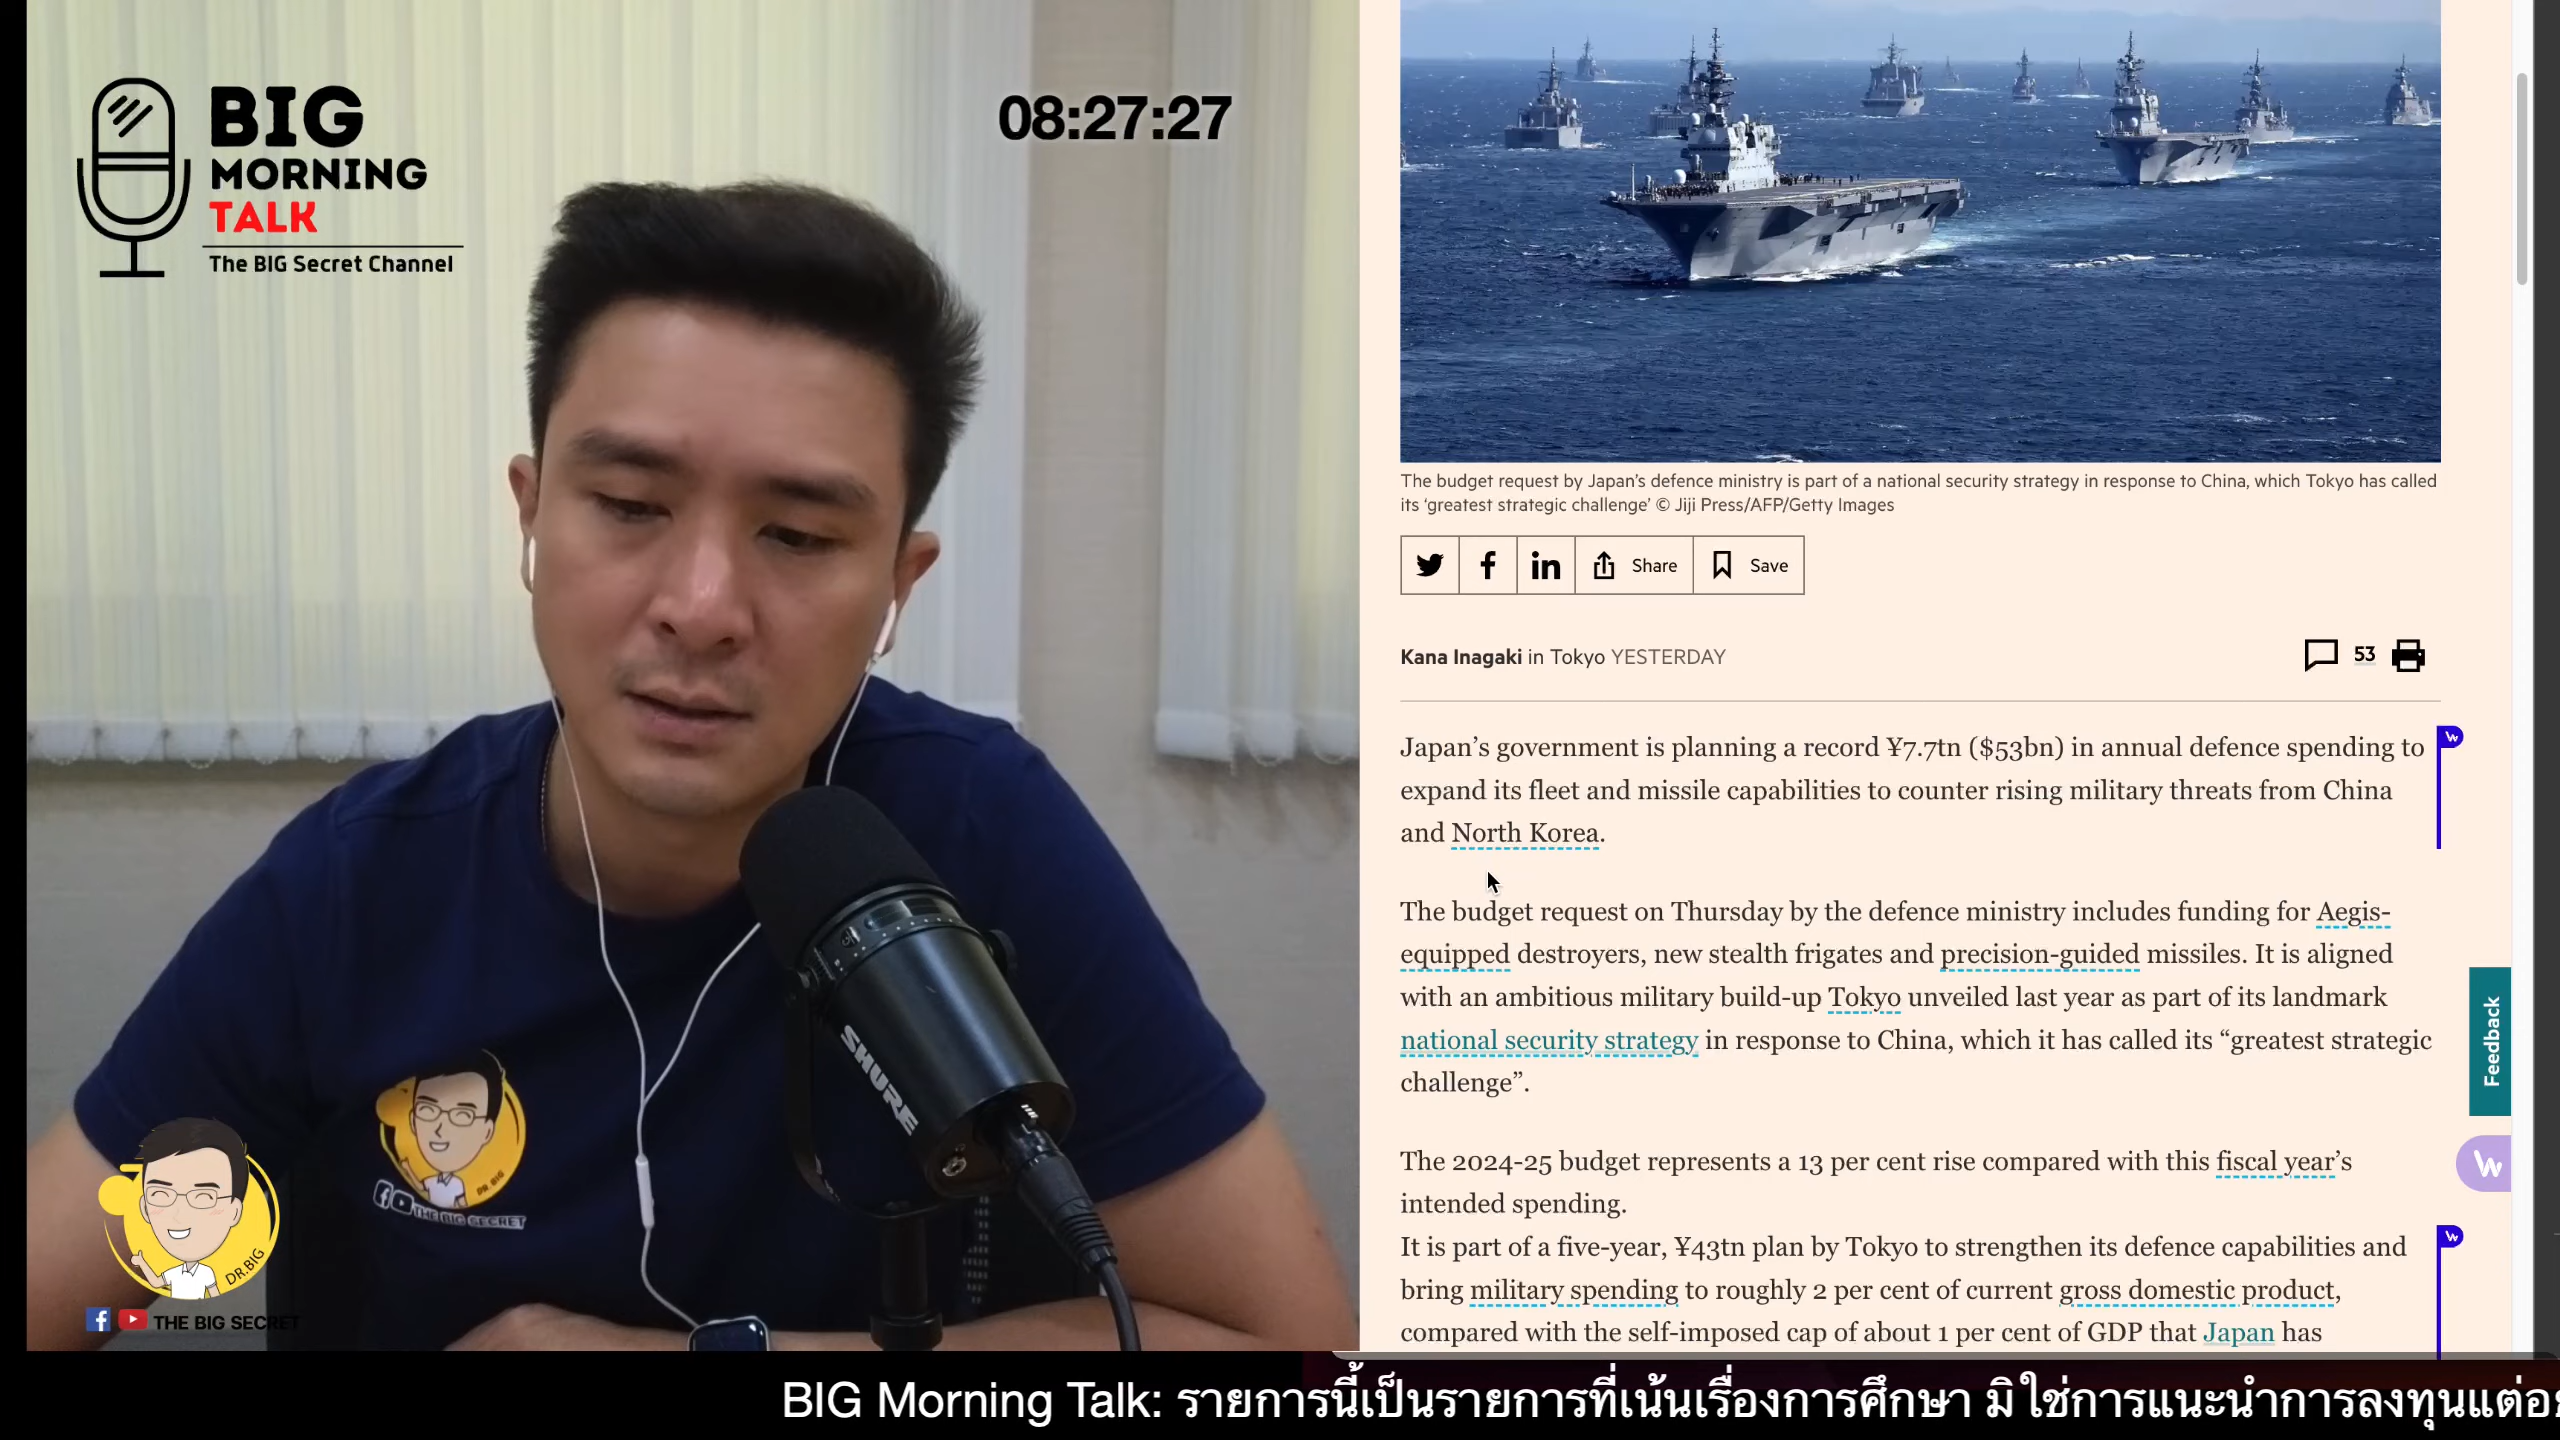 BIG
MORNING
TALK
The BIG Secret Channel
08:27:27
SHURE
DR.BIG
THE BIG SECRET
DR.BIG
THE BIG SECRET
The budget request by Japan's defence ministry is part of a national security strategy in response to China, which Tokyo has called
its ‘greatest strategic challenge’ © Jiji Press/AFP/Getty Images
Share
Save
Kana Inagaki in Tokyo YESTERDAY
53
Japan’s government is planning a record ¥7.7tn ($53bn) in annual defence spending to
expand its fleet and missile capabilities to counter rising military threats from China
and North Korea.
The budget request on Thursday by the defence ministry includes funding for Aegis-
equipped destroyers, new stealth frigates and precision-guided missiles. It is aligned
with an ambitious military build-up Tokyo unveiled last year as part of its landmark
national security strategy in response to China, which it has called its “greatest strategic
challenge”.
The 2024-25 budget represents a 13 per cent rise compared with this fiscal year’s
intended spending.
It is part of a five-year, ¥43tn plan by Tokyo to strengthen its defence capabilities and
bring military spending to roughly 2 per cent of current gross domestic product,
compared with the self-imposed cap of about 1 per cent of GDP that Japan has
Feedback
BIG Morning Talk: รายการนี้เป็นรายการที่เน้นเรื่องการศึกษา มิใช่การแนะนำการลงทุนแต่อ